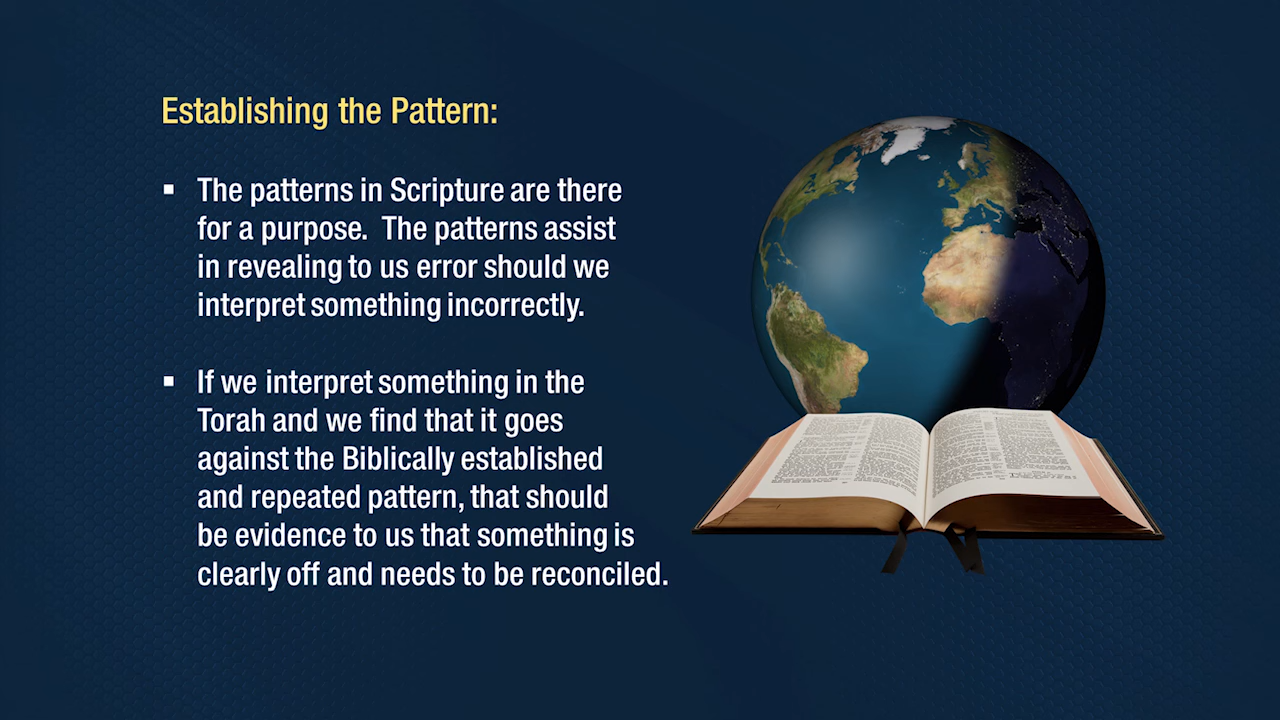 Establishing the Pattern:
▪ The patterns in Scripture are there
for a purpose.  The patterns assist
in revealing to us error should we
interpret something incorrectly.
▪ If we interpret something in the
Torah and we find that it goes
against the Biblically established
and repeated pattern, that should
be evidence to us that something is
clearly off and needs to be reconciled.